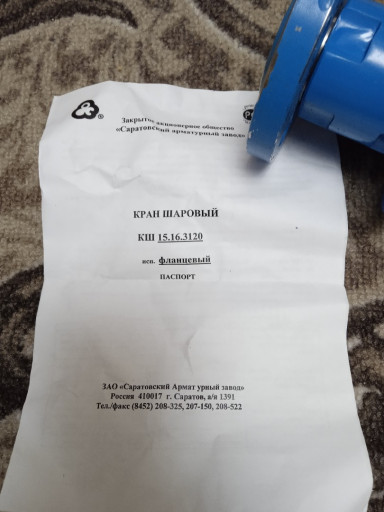 Закрытое акционерное общество
«Саратовский арматурный завод»
КРАН ШАРОВЫЙ
КШ 15.16.3120
исп. фланцевый
ПАСПОРТ
ЗАО «Саратовский Армат урный завод»
Россия 410017 г. Саратов, а/я 1391
Тел./факс (8452) 208-325, 207-150, 208-522